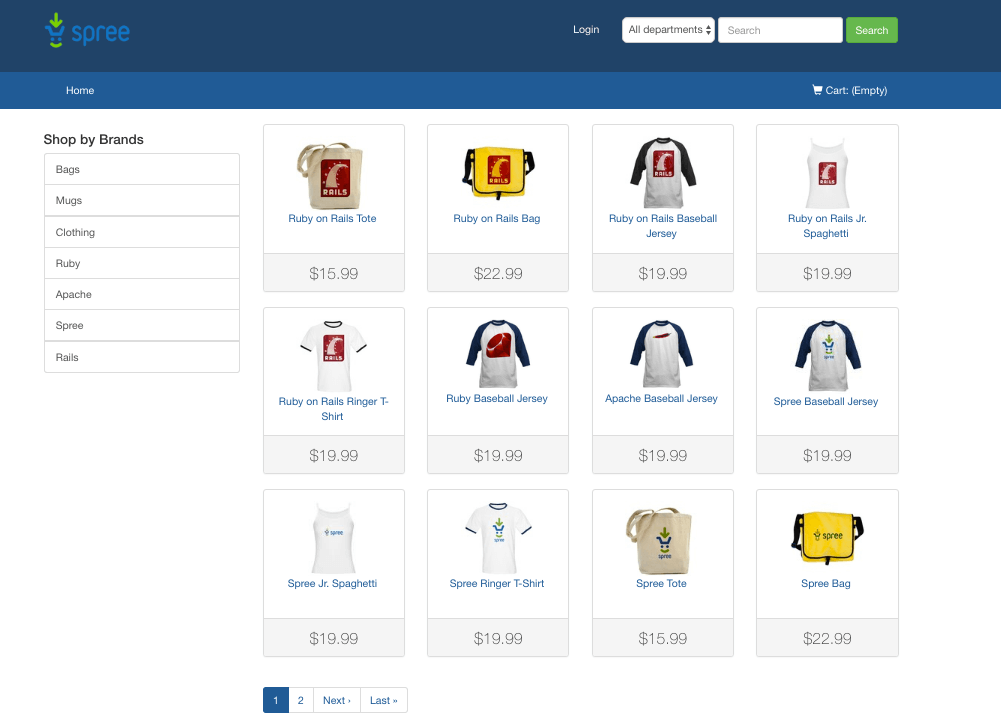 spree
Login
All departments
Search
Search
Home
Cart: (Empty)
Shop by Brands
Bags
Mugs
Clothing
Ruby
Apache
Spree
Rails
RAILS
Ruby on Rails Tote
$15.99
RAILS
Ruby on Rails Bag
$22.99
RAILS
Ruby on Rails Baseball
Jersey
$19.99
RAILS
Ruby on Rails Jr.
Spaghetti
$19.99
RAILS
Ruby on Rails Ringer T-
Shirt
$19.99
Ruby Baseball Jersey
$19.99
Apache Baseball Jersey
$19.99
spree
Spree Baseball Jersey
$19.99
spree
Spree Jr. Spaghetti
$19.99
spree
Spree Ringer T-Shirt
$19.99
spree
Spree Tote
$15.99
spree
Spree Bag
$22.99
1 2 Next › Last »